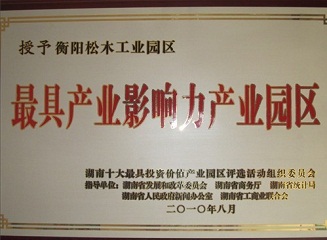 授予衡阳松木工业园区
最具产业影响力产业园区
湖南十大最具投资价值产业园区评选活动组织委员会
指导单位：湖南省发展和改革委员会 湖南省商务厅 湖南省统计局
湖南省人民政府新闻办公室 湖南省工商业联合会
二〇一〇年八月